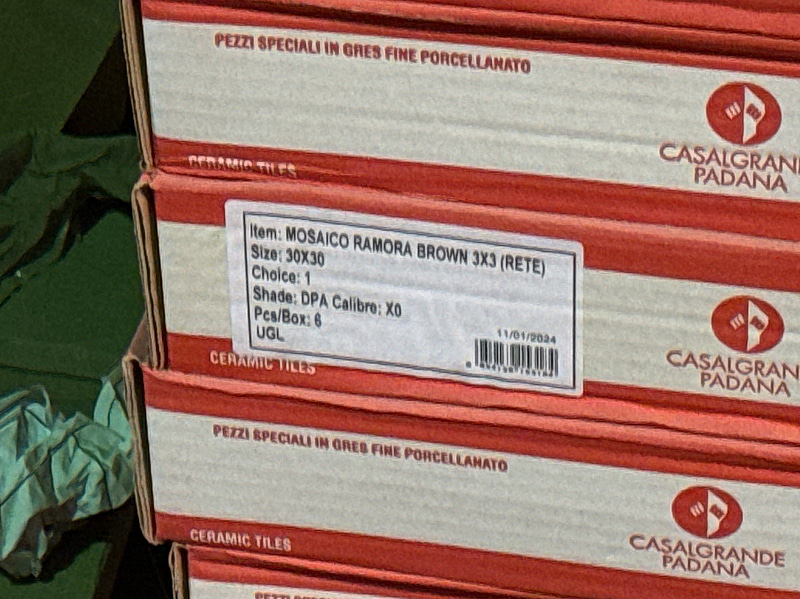 PEZZI SPECIALI IN GRES FINE PORCELLANATO
CASALGRANDE
PADANA
CERAMIC TILES
Item: MOSAICO RAMORA BROWN 3X3 (RETE)
Size: 30X30
Choice: 1
Shade: DPA Calibre: X0
Pcs/Box: 6
UGL
11/01/2024
CERAMIC TILES
CASALGRAN
PADANA
PEZZI SPECIALI IN GRES FINE PORCELLANATO
CASALGRANDE
PADANA
CERAMIC TILES